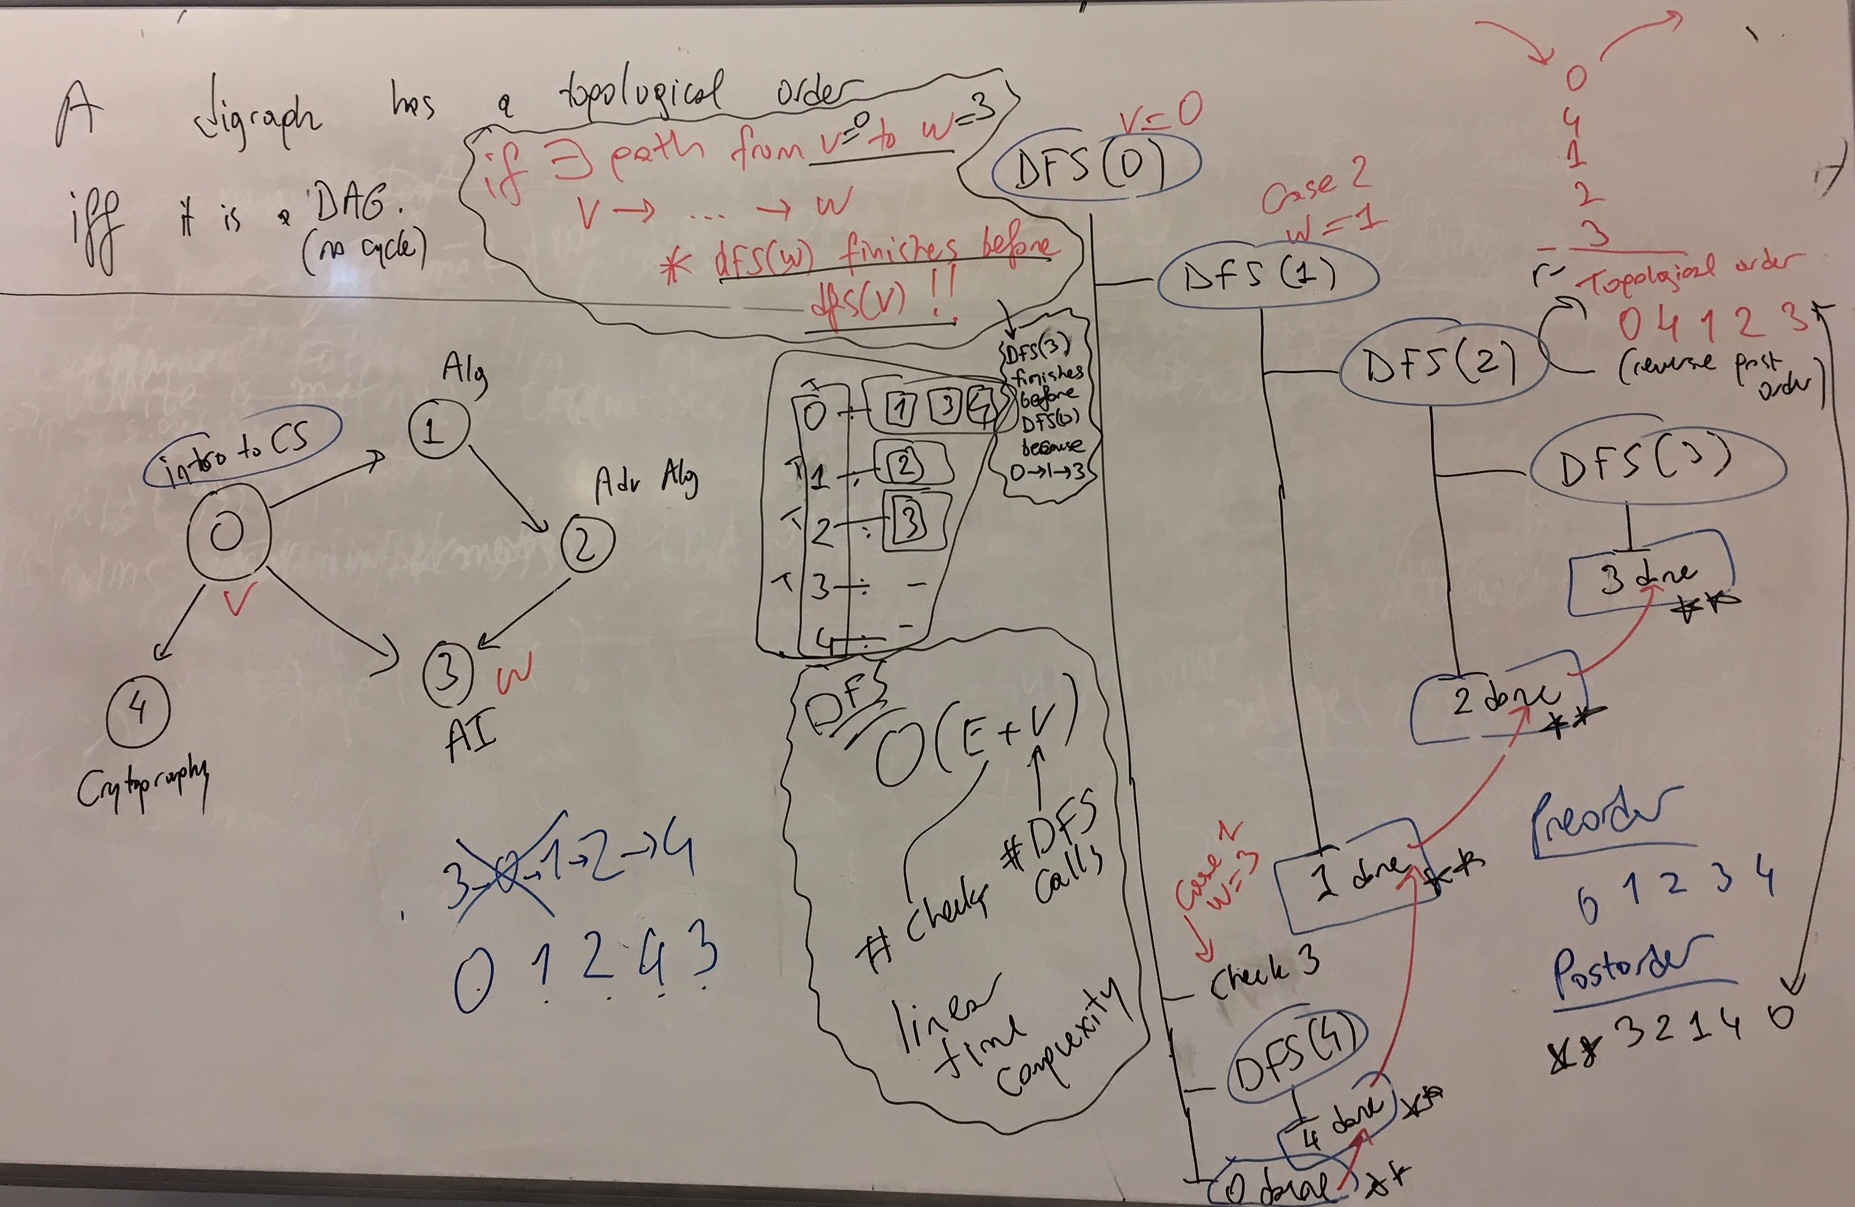 A digraph has a topological order
iff it is a DAG.
(no cycle)
if ∃ path from v=0 to w=3
v → ... → w
* dfs(w) finishes before
dfs(v) !!
DFS(3)
finishes
before
DFS(0)
because
0→1→3
intro to CS
0
V
Alg
1
Adv Alg
2
3
W
AI
4
Cryptopraphy
3→0→1→2→4
0 1 2 4 3
T 0 : 1 3 4
T 1 : 2
T 2 : 3
T 3 : -
4 : -
DFS
O(E+V)
# checks
# DFS
calls
linear
time
compexity
v=0
DFS(0)
Case 2
w=1
DFS(1)
DFS(2)
DFS(3)
3 done
**
2 done
**
1 done
**
Case 1
w=3
check 3
DFS(4)
4 done
**
0 done
**
0
4
1
2
3
Topological order
0 4 1 2 3
(reverse post
order)
Preorder
0 1 2 3 4
Postorder
** 3 2 1 4 0